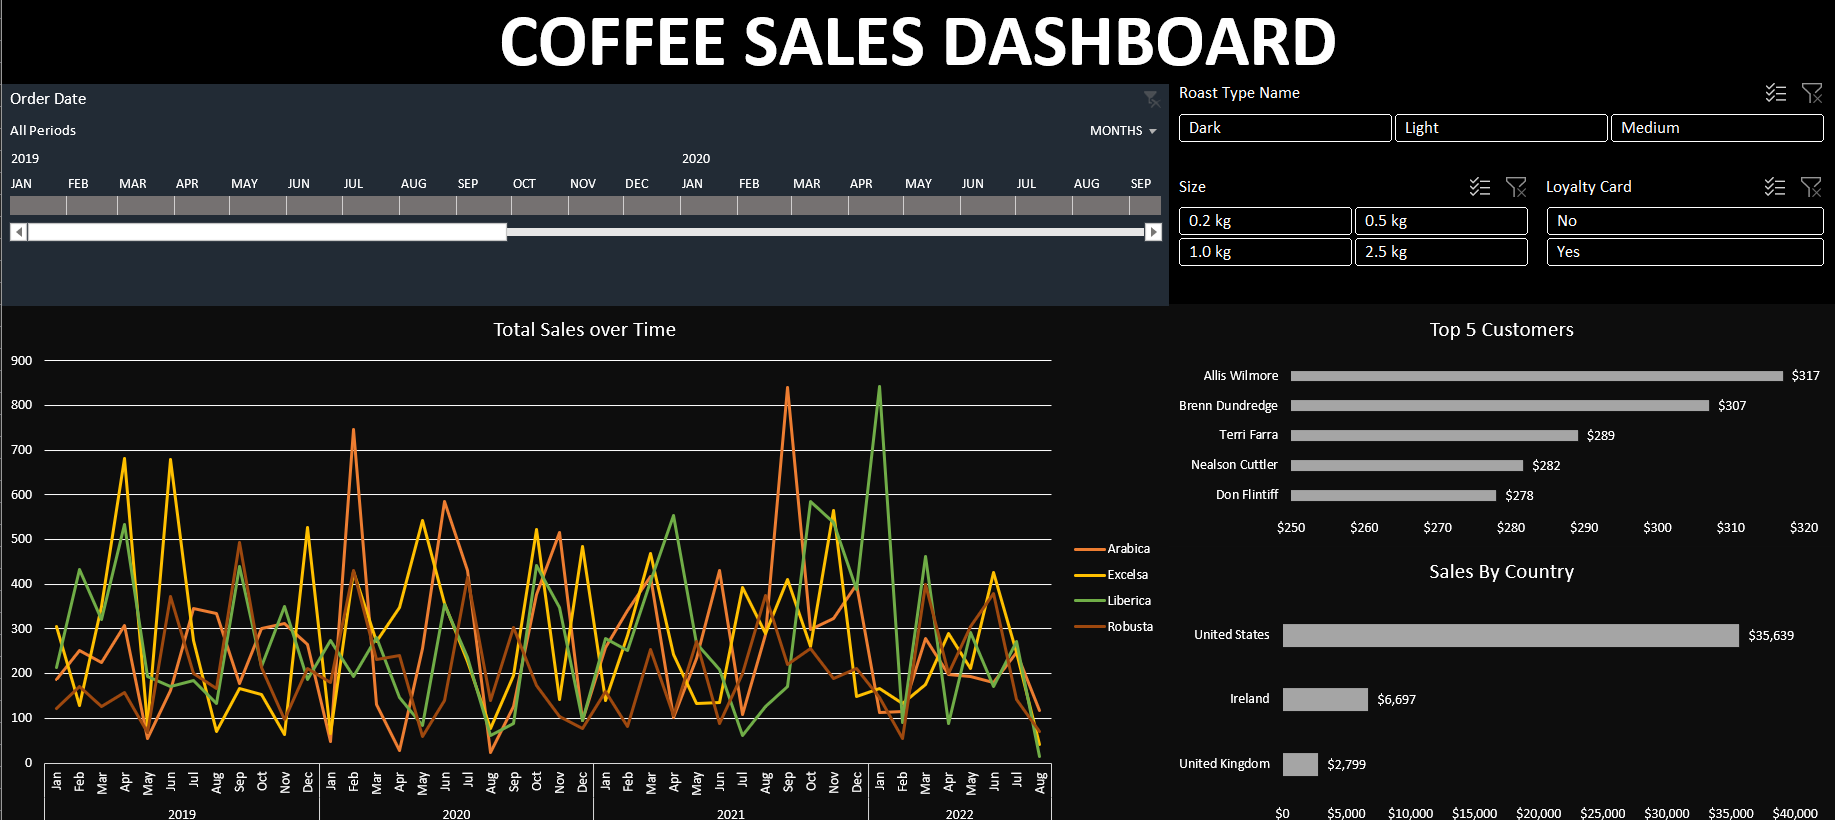 COFFEE SALES DASHBOARD
Order Date
All Periods
MONTHS
2019 2020
JAN FEB MAR APR MAY JUN JUL AUG SEP OCT NOV DEC JAN FEB MAR APR MAY JUN JUL AUG SEP
Roast Type Name
Dark Light Medium
Size
0.2 kg 0.5 kg
1.0 kg 2.5 kg
Loyalty Card
No
Yes
Total Sales over Time
900
800
700
600
500
400
300
200
100
0
Jan Feb Mar Apr May Jun Jul Aug Sep Oct Nov Dec Jan Feb Mar Apr May Jun Jul Aug Sep Oct Nov Dec Jan Feb Mar Apr May Jun Jul Aug Sep Oct Nov Dec Jan Feb Mar Apr May Jun Jul Aug
2019 2020 2021 2022
Arabica
Excelsa
Liberica
Robusta
Top 5 Customers
Allis Wilmore $317
Brenn Dundredge $307
Terri Farra $289
Nealson Cuttler $282
Don Flintiff $278
$250 $260 $270 $280 $290 $300 $310 $320
Sales By Country
United States $35,639
Ireland $6,697
United Kingdom $2,799
$0 $5,000 $10,000 $15,000 $20,000 $25,000 $30,000 $35,000 $40,000